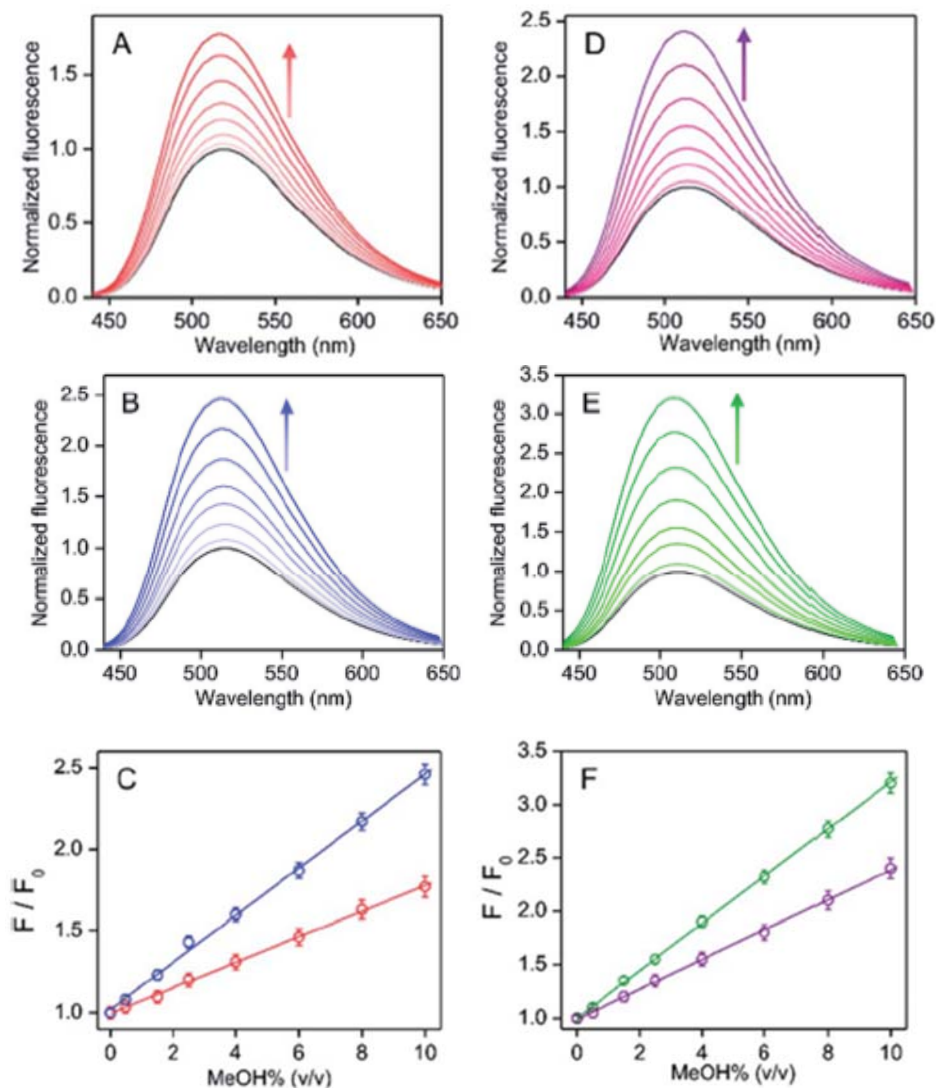 A
Normalized fluorescence
1.5
1.0
0.5
0.0
450 500 550 600 650
Wavelength (nm)
D
Normalized fluorescence
2.5
2.0
1.5
1.0
0.5
0.0
450 500 550 600 650
Wavelength (nm)
B
Normalized fluorescence
2.5
2.0
1.5
1.0
0.5
0.0
450 500 550 600 650
Wavelength (nm)
E
Normalized fluorescence
3.5
3.0
2.5
2.0
1.5
1.0
0.5
0.0
450 500 550 600 650
Wavelength (nm)
C
F / F0
2.5
2.0
1.5
1.0
0 2 4 6 8 10
MeOH% (v/v)
F
F / F0
3.5
3.0
2.5
2.0
1.5
1.0
0 2 4 6 8 10
MeOH% (v/v)